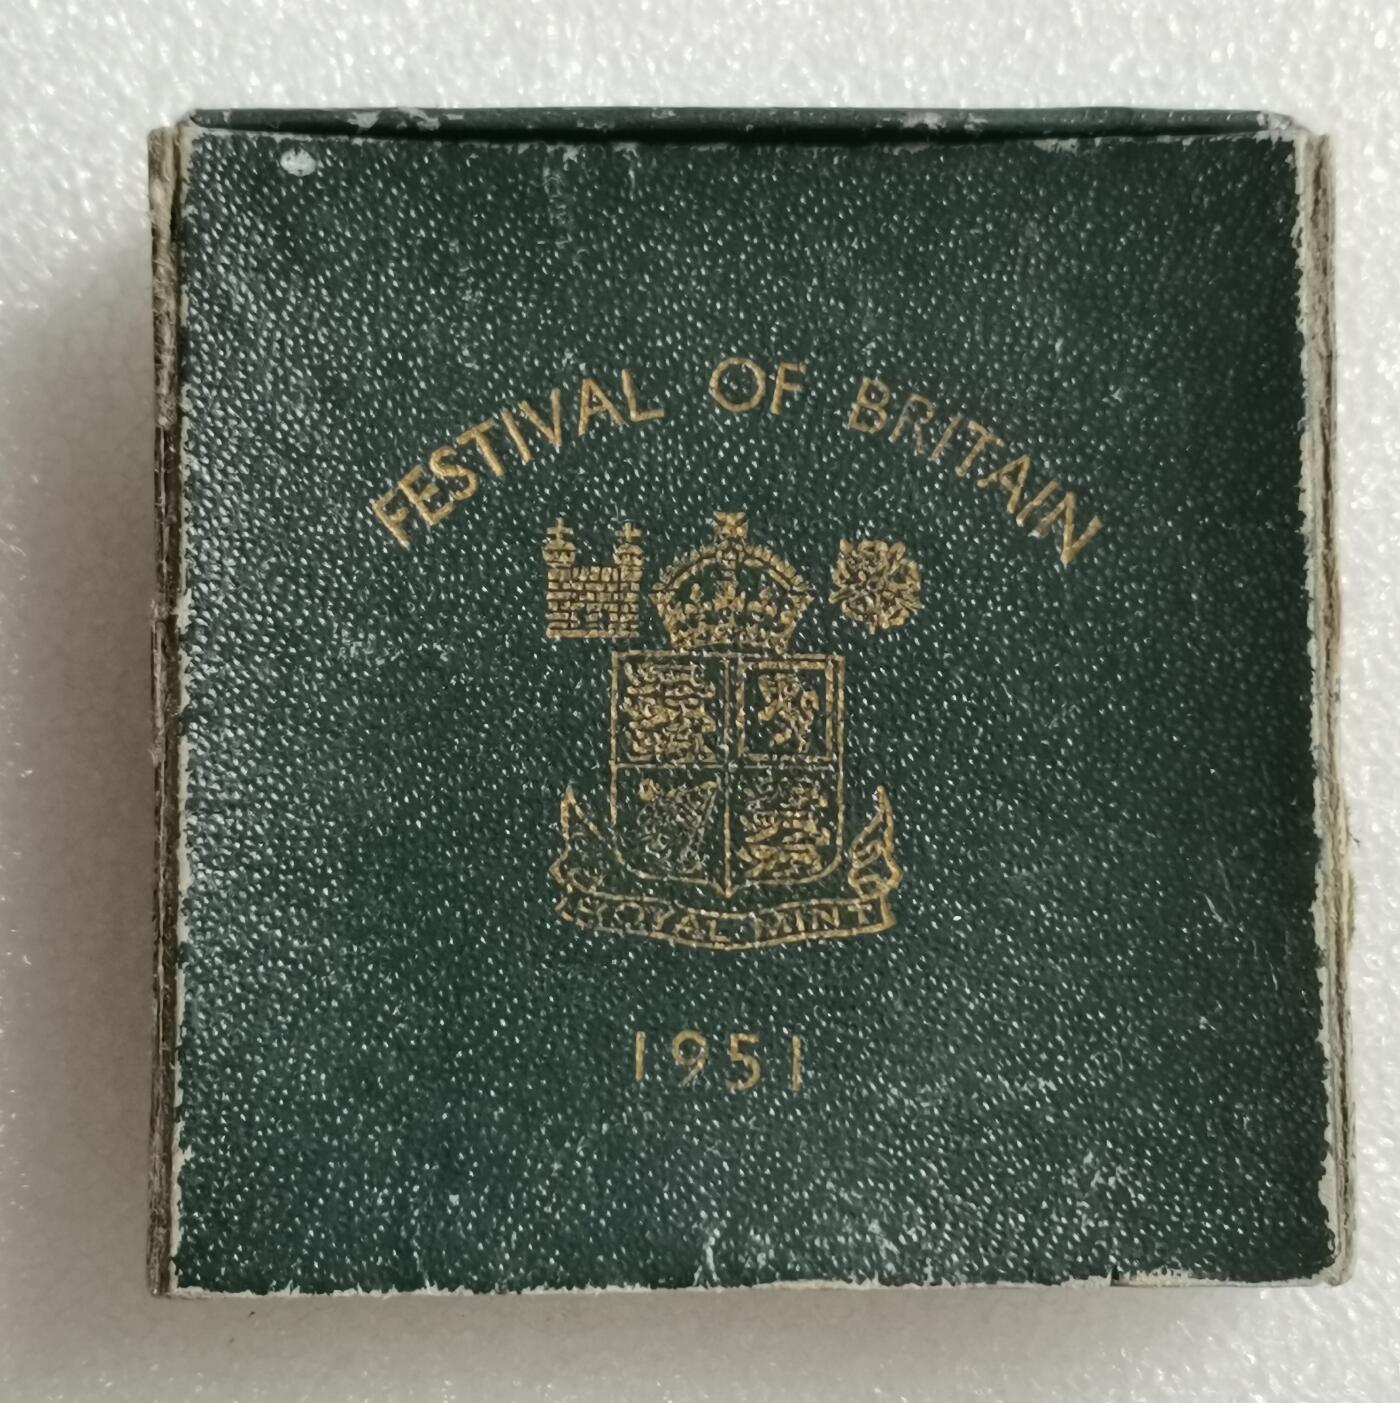 FESTIVAL OF BRITAIN
ROYAL MINT
1951